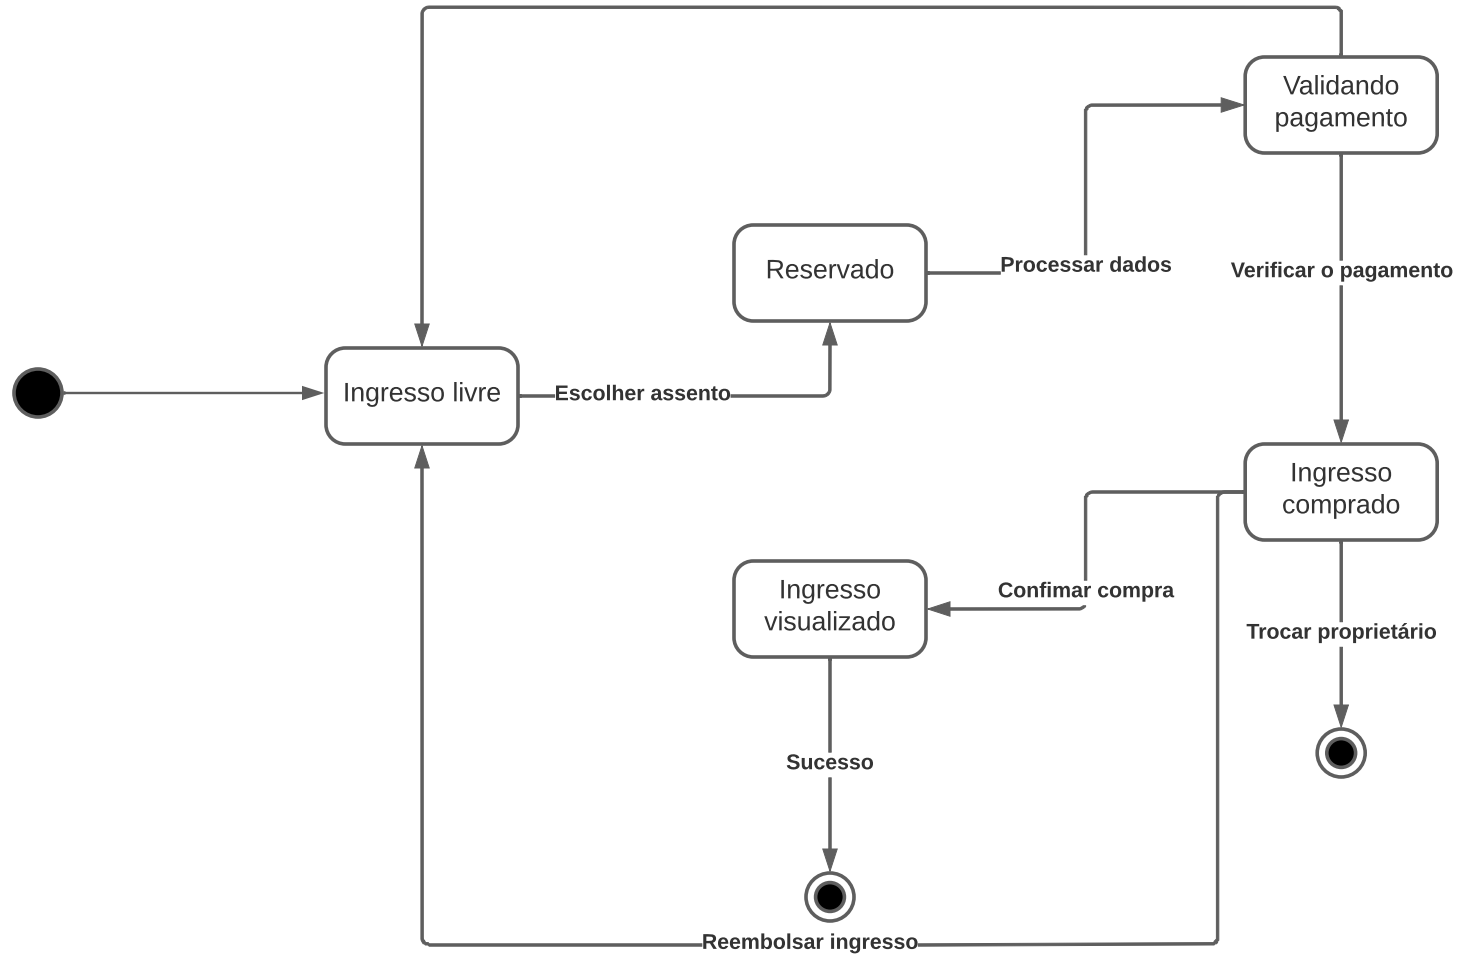 Validando
pagamento
Reservado
Processar dados
Verificar o pagamento
Ingresso livre
Escolher assento
Ingresso
comprado
Ingresso
visualizado
Confimar compra
Trocar proprietário
Sucesso
Reembolsar ingresso